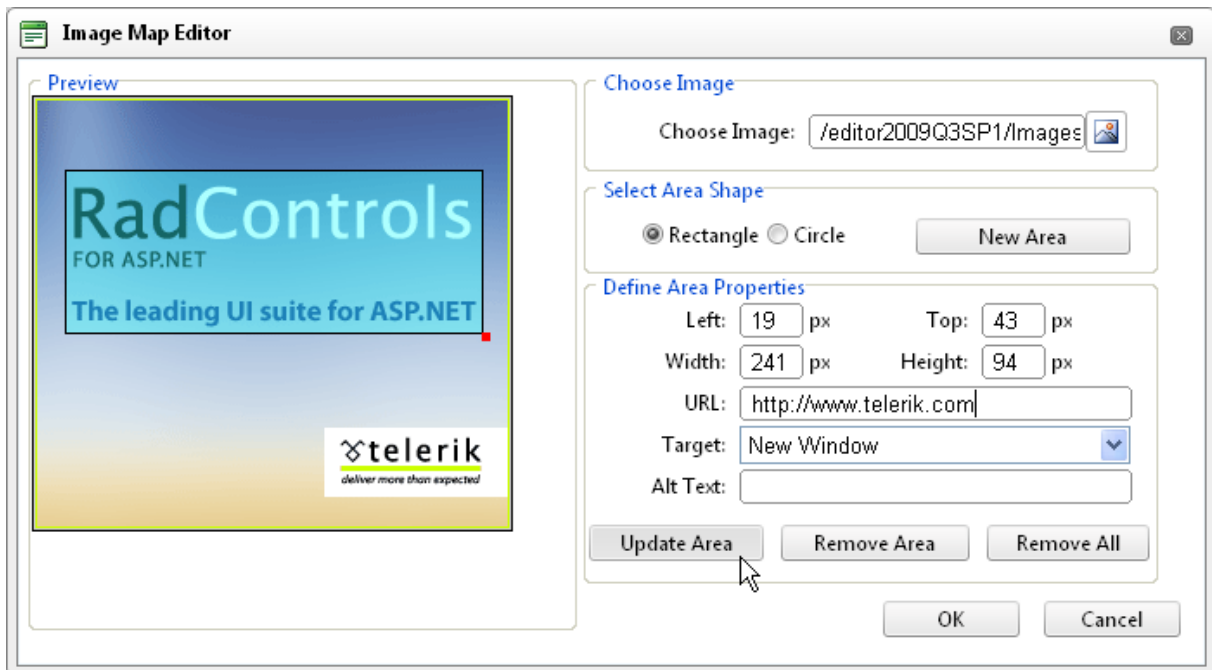 Image Map Editor
Preview
RadControls
FOR ASP.NET
The leading UI suite for ASP.NET
telerik
deliver more than expected
Choose Image
Choose Image: /editor2009Q3SP1/Images
Select Area Shape
Rectangle Circle New Area
Define Area Properties
Left: 19 px Top: 43 px
Width: 241 px Height: 94 px
URL: http://www.telerik.com
Target: New Window
Alt Text:
Update Area Remove Area Remove All
OK Cancel